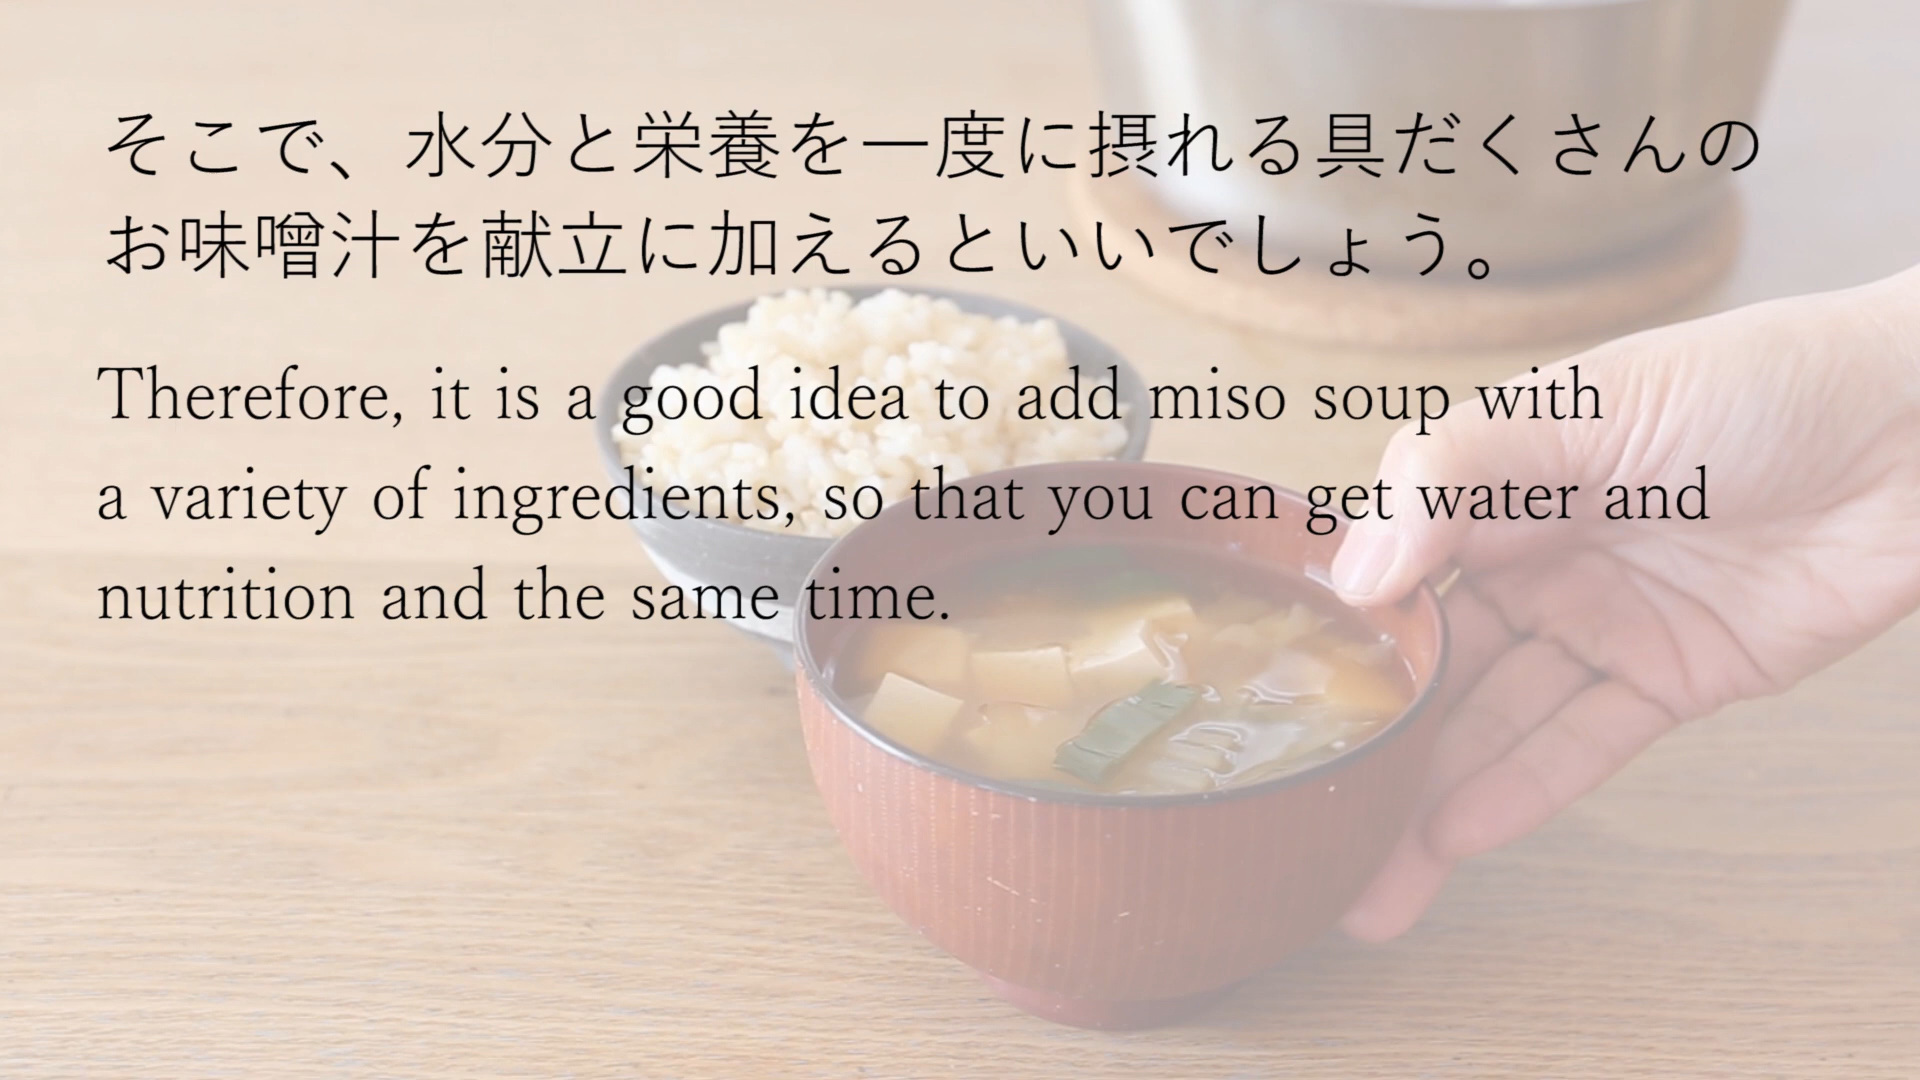 そこで、水分と栄養を一度に摂れる具だくさんの
お味噌汁を献立に加えるといいでしょう。
Therefore, it is a good idea to add miso soup with
a variety of ingredients, so that you can get water and
nutrition and the same time.